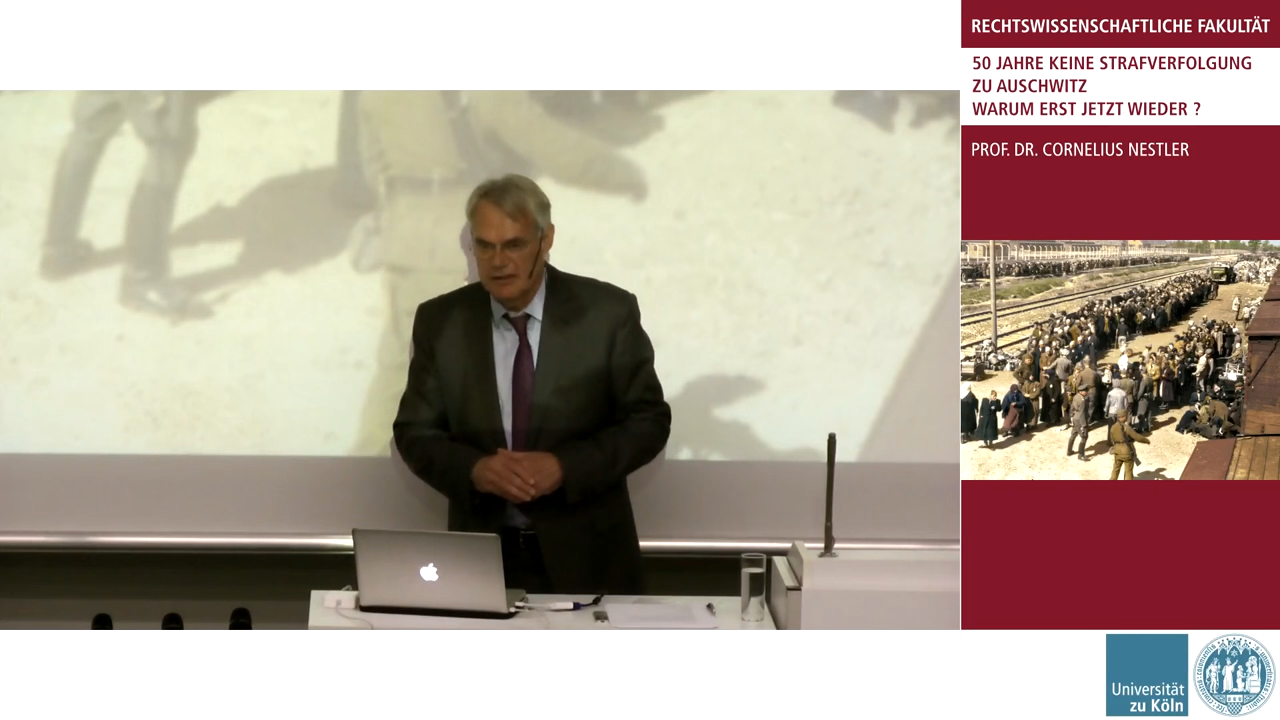 RECHTSWISSENSCHAFTLICHE FAKULTÄT
50 JAHRE KEINE STRAFVERFOLGUNG
ZU AUSCHWITZ
WARUM ERST JETZT WIEDER ?
PROF. DR. CORNELIUS NESTLER
Universität
zu Köln